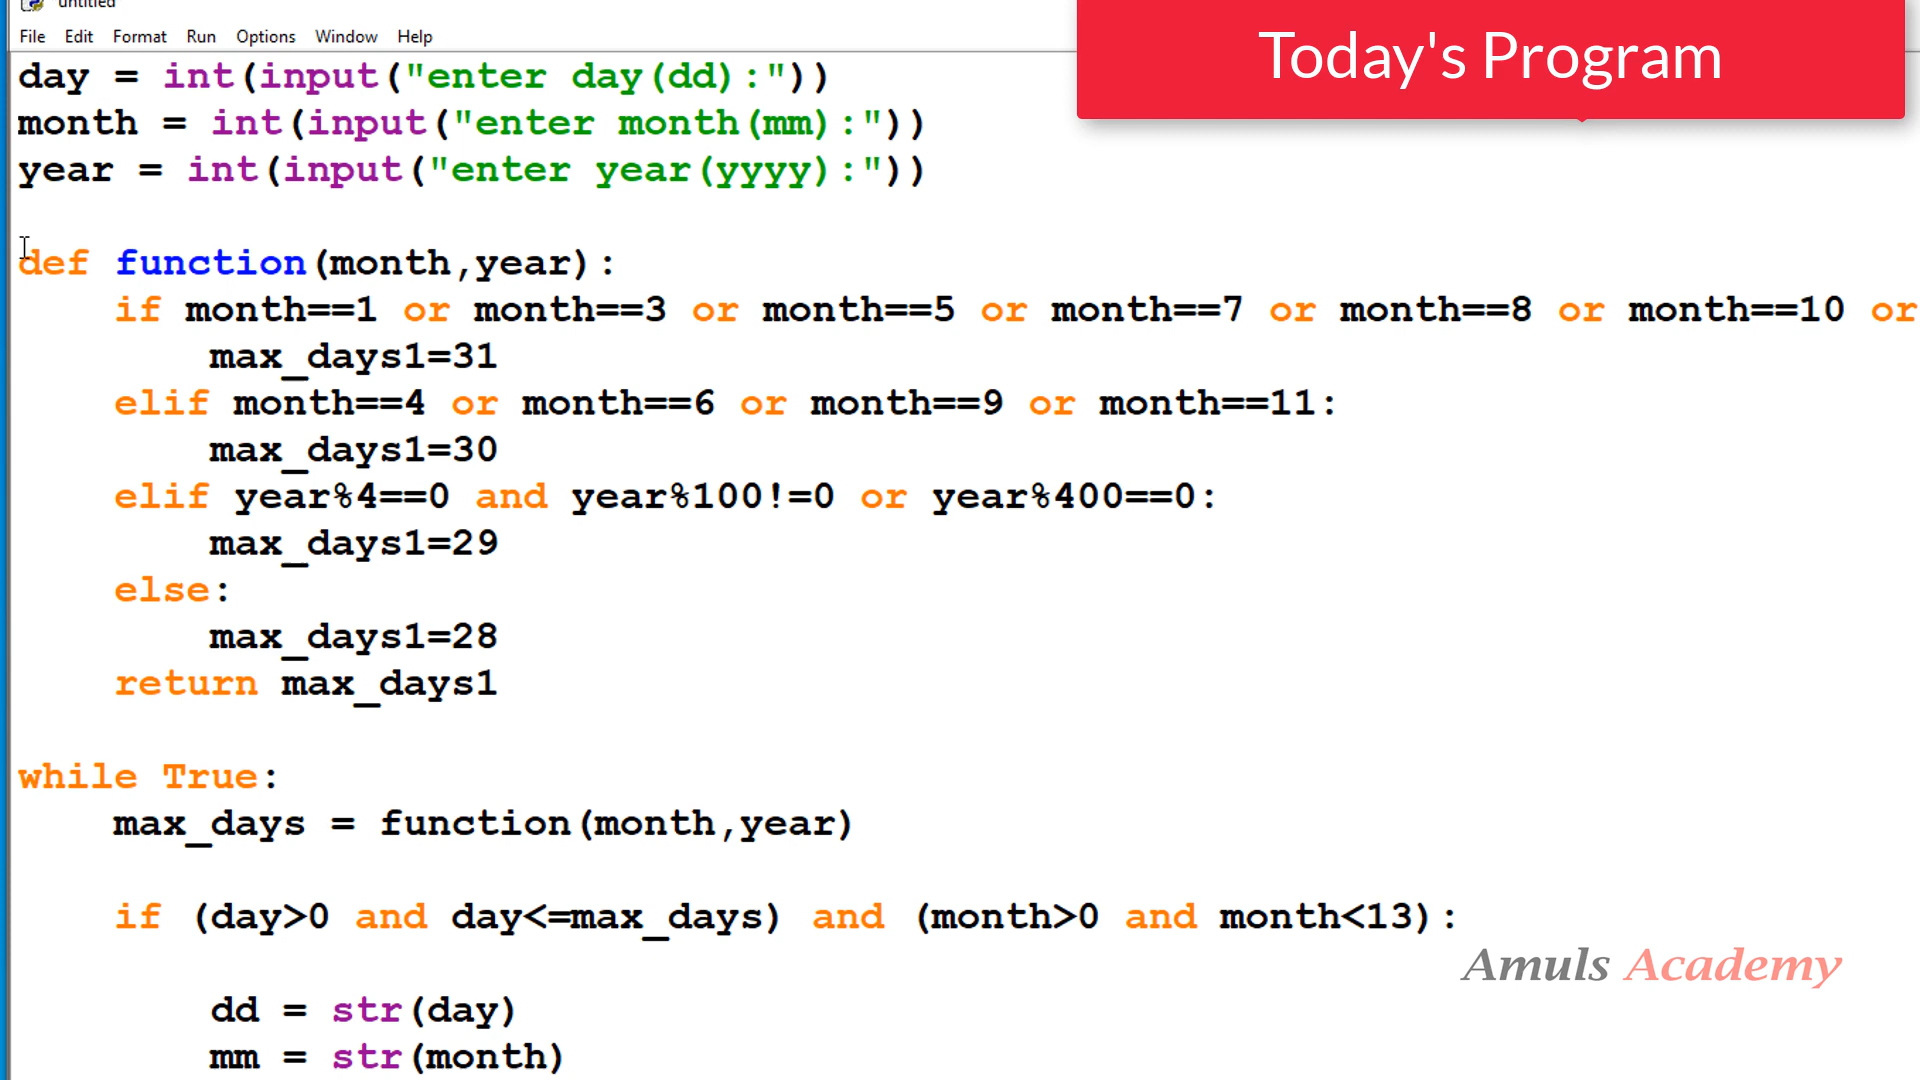 untitled
File Edit Format Run Options Window Help
Today's Program
day = int(input("enter day(dd):"))
month = int(input("enter month(mm):"))
year = int(input("enter year(yyyy):"))
def function(month,year):
    if month==1 or month==3 or month==5 or month==7 or month==8 or month==10 or
        max_days1=31
    elif month==4 or month==6 or month==9 or month==11:
        max_days1=30
    elif year%4==0 and year%100!=0 or year%400==0:
        max_days1=29
    else:
        max_days1=28
    return max_days1
while True:
    max_days = function(month,year)
    if (day>0 and day<=max_days) and (month>0 and month<13):
Amuls Academy
        dd = str(day)
        mm = str(month)